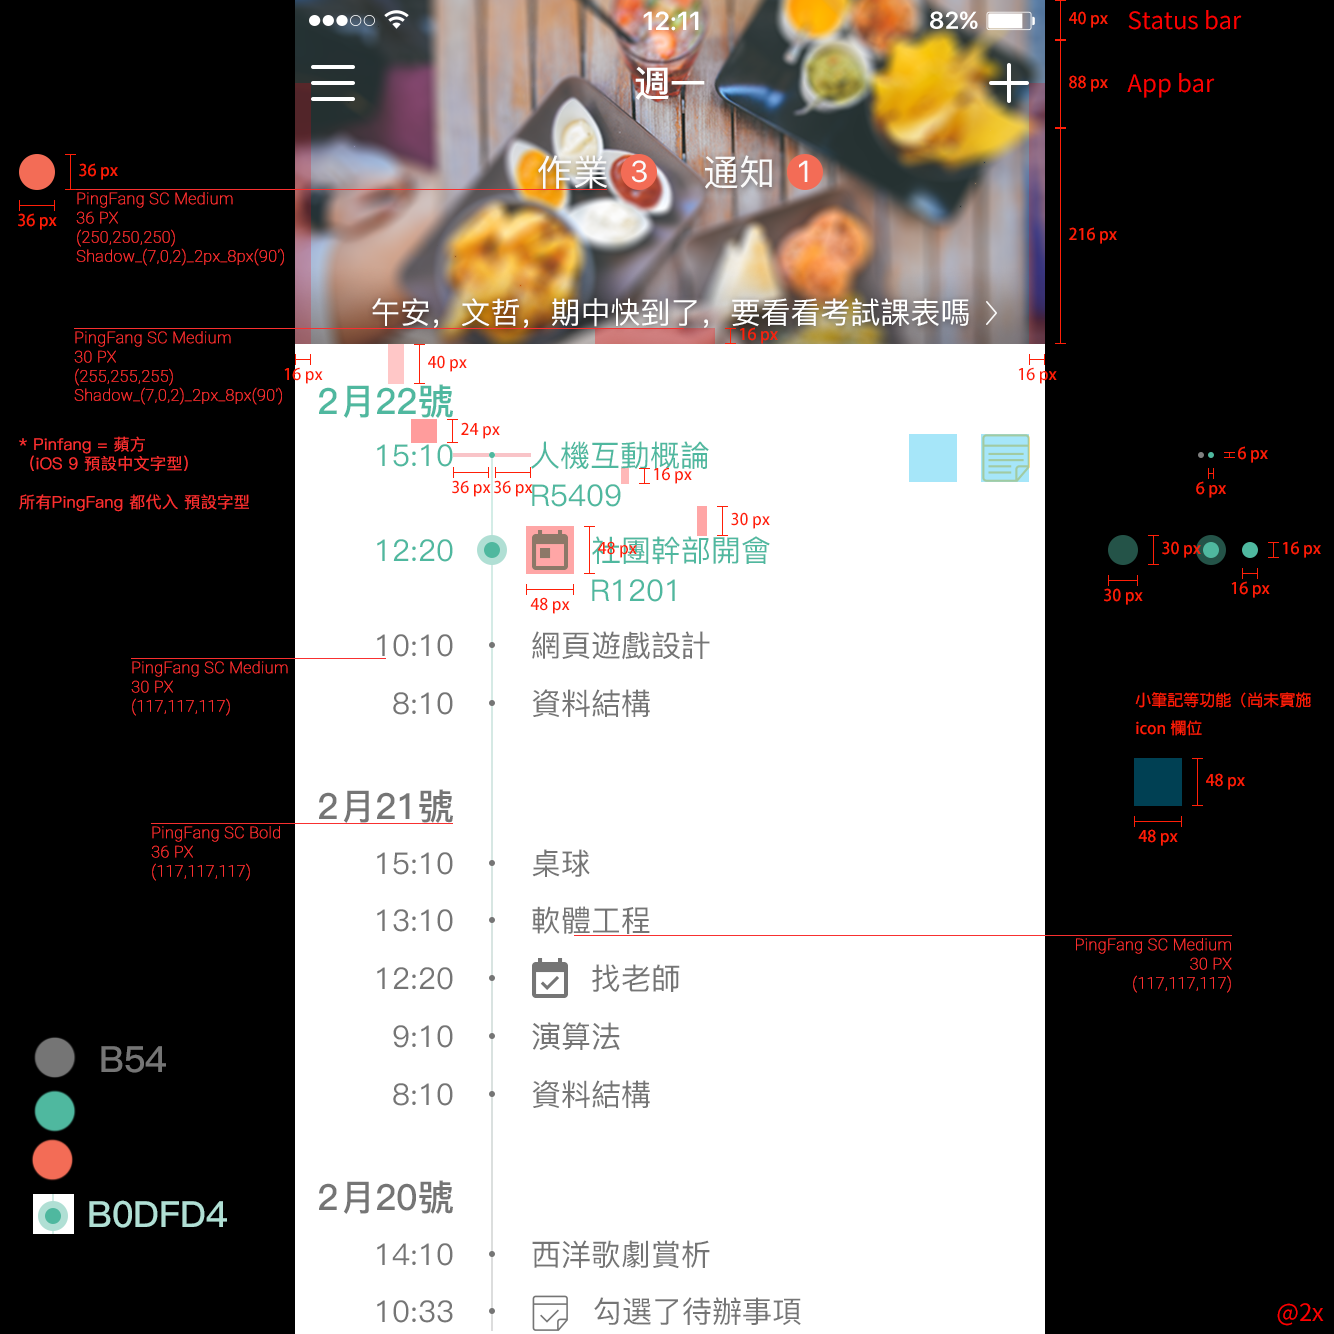 12:11
82%
40 px
Status bar
週一
88 px
App bar
作業 3
通知 1
36 px
36 px
PingFang SC Medium
36 PX
(250,250,250)
Shadow_(7,0,2)_2px_8px(90')
216 px
午安，文哲，期中快到了，要看看考試課表嗎
16 px
PingFang SC Medium
30 PX
(255,255,255)
Shadow_(7,0,2)_2px_8px(90')
16 px
40 px
16 px
2月22號
24 px
* Pinfang = 蘋方
（iOS 9 預設中文字型）
所有PingFang 都代入 預設字型
15:10
人機互動概論
36 px
36 px
16 px
R5409
6 px
6 px
30 px
12:20
48 px
社團幹部開會
48 px
R1201
30 px
30 px
16 px
16 px
10:10
網頁遊戲設計
PingFang SC Medium
30 PX
(117,117,117)
8:10
資料結構
小筆記等功能（尚未實施
icon 欄位
48 px
48 px
2月21號
PingFang SC Bold
36 PX
(117,117,117)
15:10
桌球
13:10
軟體工程
PingFang SC Medium
30 PX
(117,117,117)
12:20
找老師
9:10
演算法
8:10
資料結構
B54
B0DFD4
2月20號
14:10
西洋歌劇賞析
10:33
勾選了待辦事項
@2x